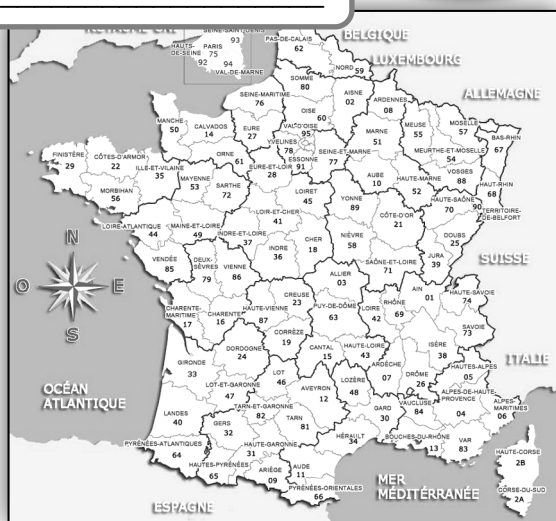 SEINE-SAINT-DENIS
93
HAUTS-
DE-SEINE
92
PARIS
75
94
VAL-DE-MARNE
PAS-DE-CALAIS
62
BELGIQUE
NORD 59
LUXEMBOURG
SOMME
80
AISNE
02
ARDENNES
08
ALLEMAGNE
SEINE-MARITIME
76
OISE
60
MANCHE
50
CALVADOS
14
EURE
27
VAL-D'OISE
95
YVELINES
78
ESSONNE
91
SEINE-ET-MARNE
77
MARNE
51
MEUSE
55
MOSELLE
57
BAS-RHIN
67
MEURTHE-ET-MOSELLE
54
FINISTÈRE
29
CÔTES-D'ARMOR
22
ILLE-ET-VILAINE
35
MAYENNE
53
ORNE
61
EURE-ET-LOIR
28
AUBE
10
HAUTE-MARNE
52
VOSGES
88
HAUT-RHIN
68
MORBIHAN
56
SARTHE
72
LOIRET
45
YONNE
89
CÔTE-D'OR
21
HAUTE-SAÔNE
70
90
TERRITOIRE-
DE-BELFORT
LOIRE-ATLANTIQUE
44
MAINE-ET-LOIRE
49
LOIR-ET-CHER
41
INDRE-ET-LOIRE
37
CHER
18
NIÈVRE
58
DOUBS
25
N
O
E
S
VENDÉE
85
DEUX-
SÈVRES
79
VIENNE
86
INDRE
36
SAÔNE-ET-LOIRE
71
JURA
39
SUISSE
ALLIER
03
AIN
01
HAUTE-SAVOIE
74
CHARENTE-
MARITIME
17
CHARENTE
16
HAUTE-VIENNE
87
CREUSE
23
PUY-DE-DÔME
63
LOIRE
42
RHÔNE
69
SAVOIE
73
CORRÈZE
19
ISÈRE
38
GIRONDE
33
DORDOGNE
24
CANTAL
15
HAUTE-LOIRE
43
ARDÈCHE
07
DRÔME
26
HAUTES-ALPES
05
ITALIE
OCÉAN
ATLANTIQUE
LOT-ET-GARONNE
47
LOT
46
AVEYRON
12
LOZÈRE
48
ALPES-DE-HAUTE-
PROVENCE
04
ALPES-
MARITIMES
06
LANDES
40
TARN-ET-GARONNE
82
TARN
81
GARD
30
VAUCLUSE
84
GERS
32
HÉRAULT
34
BOUCHES-DU-RHÔNE
13
VAR
83
PYRÉNÉES-ATLANTIQUES
64
HAUTES-PYRÉNÉES
65
HAUTE-GARONNE
31
ARIÈGE
09
AUDE
11
PYRÉNÉES-ORIENTALES
66
MER
MÉDITÉRRANÉE
HAUTE-CORSE
2B
CORSE-DU-SUD
2A
ESPAGNE